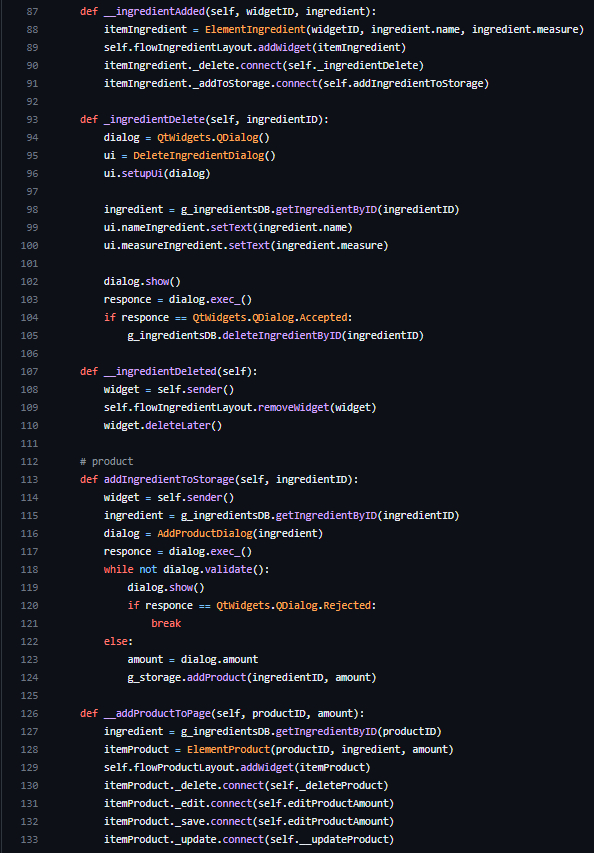 87 def __ingredientAdded(self, widgetID, ingredient):
88 itemIngredient = ElementIngredient(widgetID, ingredient.name, ingredient.measure)
89 self.flowIngredientLayout.addWidget(itemIngredient)
90 itemIngredient._delete.connect(self._ingredientDelete)
91 itemIngredient._addToStorage.connect(self.addIngredientToStorage)
92
93 def _ingredientDelete(self, ingredientID):
94 dialog = QtWidgets.QDialog()
95 ui = DeleteIngredientDialog()
96 ui.setupUi(dialog)
97
98 ingredient = g_ingredientsDB.getIngredientByID(ingredientID)
99 ui.nameIngredient.setText(ingredient.name)
100 ui.measureIngredient.setText(ingredient.measure)
101
102 dialog.show()
103 responce = dialog.exec_()
104 if responce == QtWidgets.QDialog.Accepted:
105 g_ingredientsDB.deleteIngredientByID(ingredientID)
106
107 def __ingredientDeleted(self):
108 widget = self.sender()
109 self.flowIngredientLayout.removeWidget(widget)
110 widget.deleteLater()
111
112 # product
113 def addIngredientToStorage(self, ingredientID):
114 widget = self.sender()
115 ingredient = g_ingredientsDB.getIngredientByID(ingredientID)
116 dialog = AddProductDialog(ingredient)
117 responce = dialog.exec_()
118 while not dialog.validate():
119 dialog.show()
120 if responce == QtWidgets.QDialog.Rejected:
121 break
122 else:
123 amount = dialog.amount
124 g_storage.addProduct(ingredientID, amount)
125
126 def __addProductToPage(self, productID, amount):
127 ingredient = g_ingredientsDB.getIngredientByID(productID)
128 itemProduct = ElementProduct(productID, ingredient, amount)
129 self.flowProductLayout.addWidget(itemProduct)
130 itemProduct._delete.connect(self._deleteProduct)
131 itemProduct._edit.connect(self.editProductAmount)
132 itemProduct._save.connect(self.editProductAmount)
133 itemProduct._update.connect(self.__updateProduct)